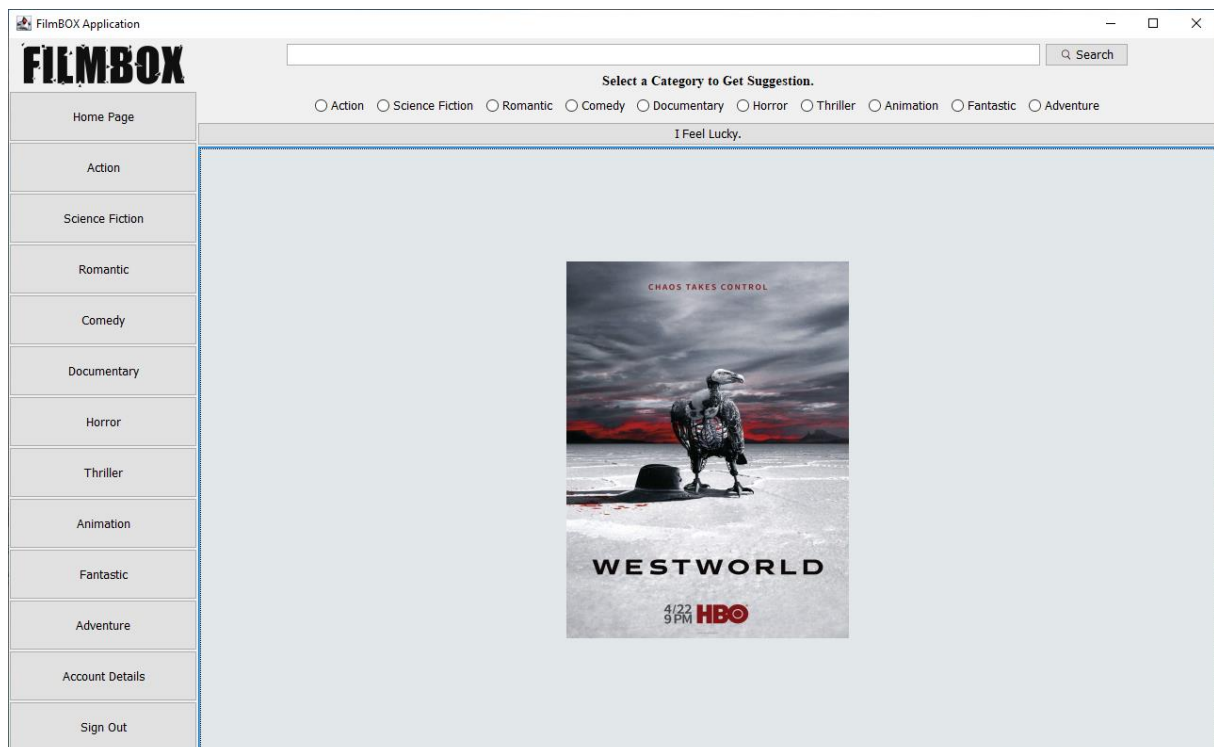 FilmBOX Application
FILMBOX
Search
Select a Category to Get Suggestion.
Action Science Fiction Romantic Comedy Documentary Horror Thriller Animation Fantastic Adventure
I Feel Lucky.
Home Page
Action
Science Fiction
Romantic
Comedy
Documentary
Horror
Thriller
Animation
Fantastic
Adventure
Account Details
Sign Out
CHAOS TAKES CONTROL
WESTWORLD
4/22
9PM HBO